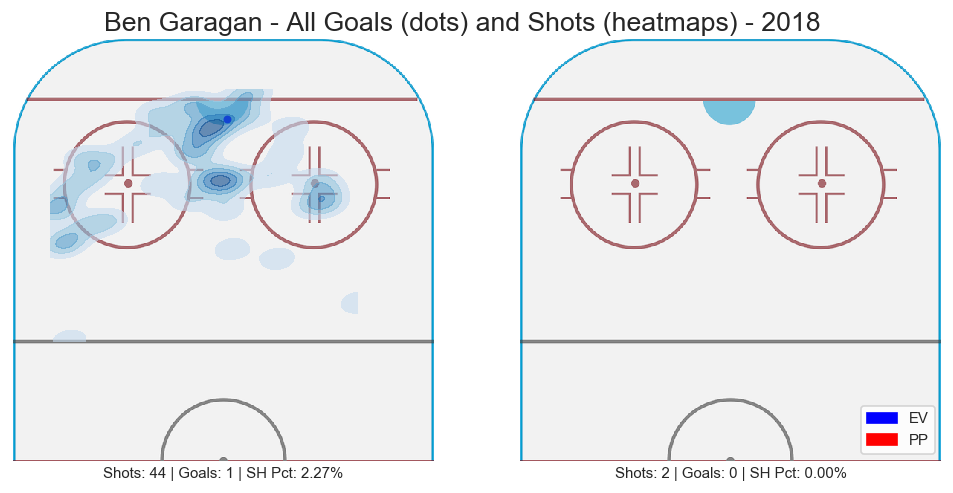 Ben Garagan - All Goals (dots) and Shots (heatmaps) - 2018
EV
PP
Shots: 44 | Goals: 1 | SH Pct: 2.27%
Shots: 2 | Goals: 0 | SH Pct: 0.00%